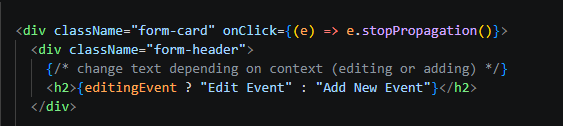 <div className="form-card" onClick={(e) => e.stopPropagation()}>
<div className="form-header">
{/* change text depending on context (editing or adding) */}
<h2>{editingEvent ? "Edit Event" : "Add New Event"}</h2>
</div>